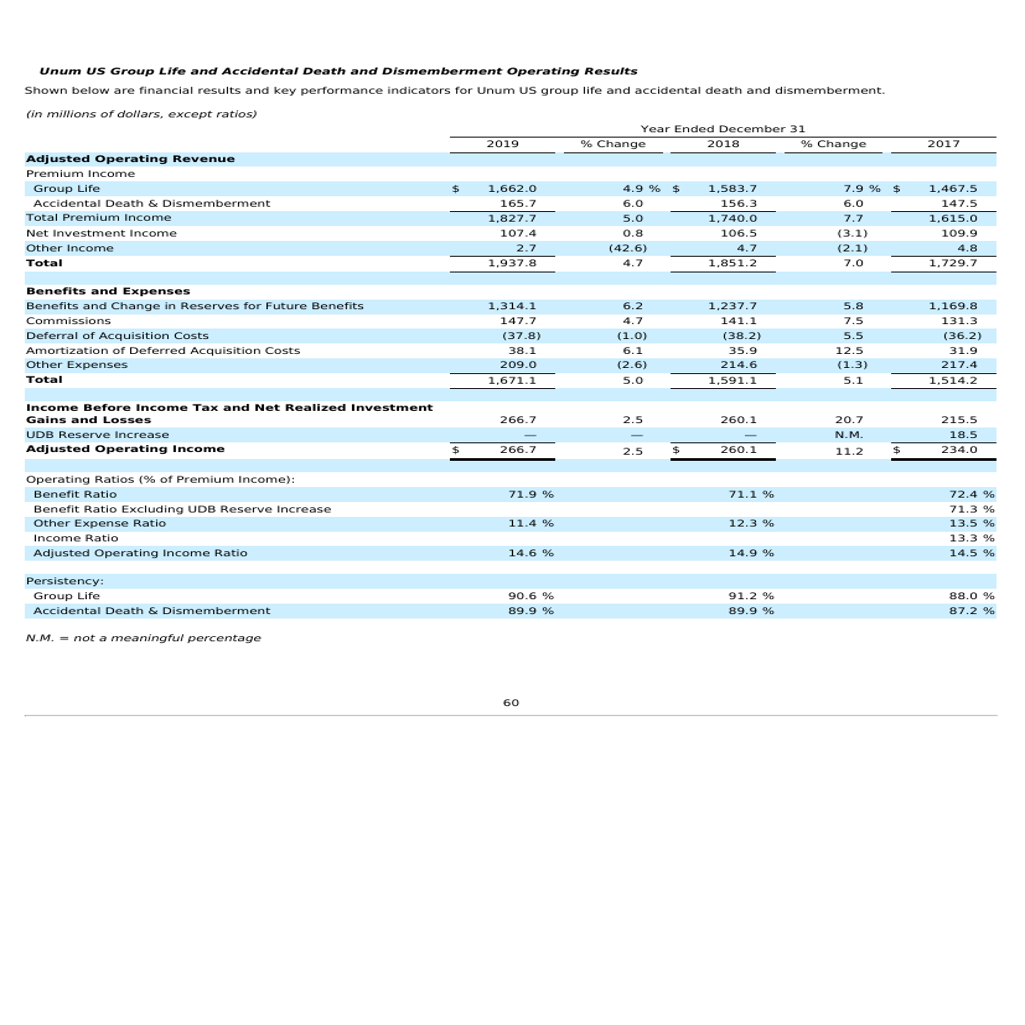 Unum US Group Life and Accidental Death and Dismemberment Operating Results
Shown below are financial results and key performance indicators for Unum US group life and accidental death and dismemberment.
(in millions of dollars, except ratios)
Year Ended December 31
2019 % Change 2018 % Change 2017
Adjusted Operating Revenue
Premium Income
Group Life $ 1,662.0 4.9 % $ 1,583.7 7.9 % $ 1,467.5
Accidental Death & Dismemberment 165.7 6.0 156.3 6.0 147.5
Total Premium Income 1,827.7 5.0 1,740.0 7.7 1,615.0
Net Investment Income 107.4 0.8 106.5 (3.1) 109.9
Other Income 2.7 (42.6) 4.7 (2.1) 4.8
Total 1,937.8 4.7 1,851.2 7.0 1,729.7
Benefits and Expenses
Benefits and Change in Reserves for Future Benefits 1,314.1 6.2 1,237.7 5.8 1,169.8
Commissions 147.7 4.7 141.1 7.5 131.3
Deferral of Acquisition Costs (37.8) (1.0) (38.2) 5.5 (36.2)
Amortization of Deferred Acquisition Costs 38.1 6.1 35.9 12.5 31.9
Other Expenses 209.0 (2.6) 214.6 (1.3) 217.4
Total 1,671.1 5.0 1,591.1 5.1 1,514.2
Income Before Income Tax and Net Realized Investment
Gains and Losses 266.7 2.5 260.1 20.7 215.5
UDB Reserve Increase — — — N.M. 18.5
Adjusted Operating Income $ 266.7 2.5 $ 260.1 11.2 $ 234.0
Operating Ratios (% of Premium Income):
Benefit Ratio 71.9 % 71.1 % 72.4 %
Benefit Ratio Excluding UDB Reserve Increase 71.3 %
Other Expense Ratio 11.4 % 12.3 % 13.5 %
Income Ratio 13.3 %
Adjusted Operating Income Ratio 14.6 % 14.9 % 14.5 %
Persistency:
Group Life 90.6 % 91.2 % 88.0 %
Accidental Death & Dismemberment 89.9 % 89.9 % 87.2 %
N.M. = not a meaningful percentage
60